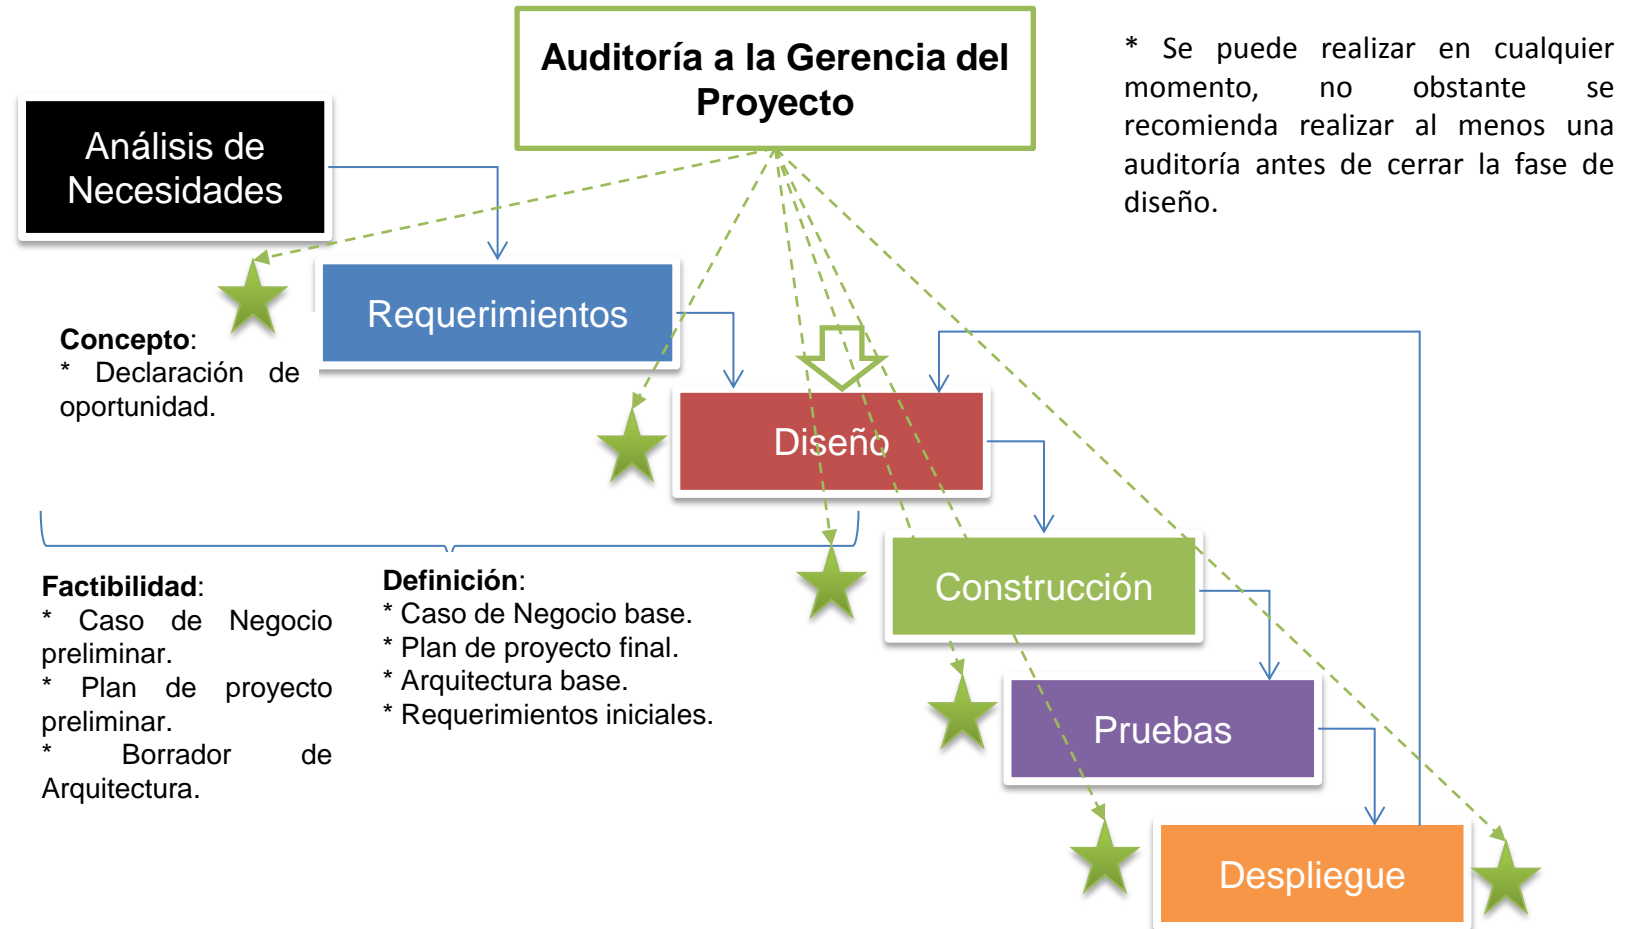 Auditoría a la Gerencia del
Proyecto
* Se puede realizar en cualquier
momento, no obstante se
recomienda realizar al menos una
auditoría antes de cerrar la fase de
diseño.
Análisis de
Necesidades
Requerimientos
Concepto:
* Declaración de
oportunidad.
Diseño
Construcción
Factibilidad:
* Caso de Negocio
preliminar.
* Plan de proyecto
preliminar.
* Borrador de
Arquitectura.
Definición:
* Caso de Negocio base.
* Plan de proyecto final.
* Arquitectura base.
* Requerimientos iniciales.
Pruebas
Despliegue